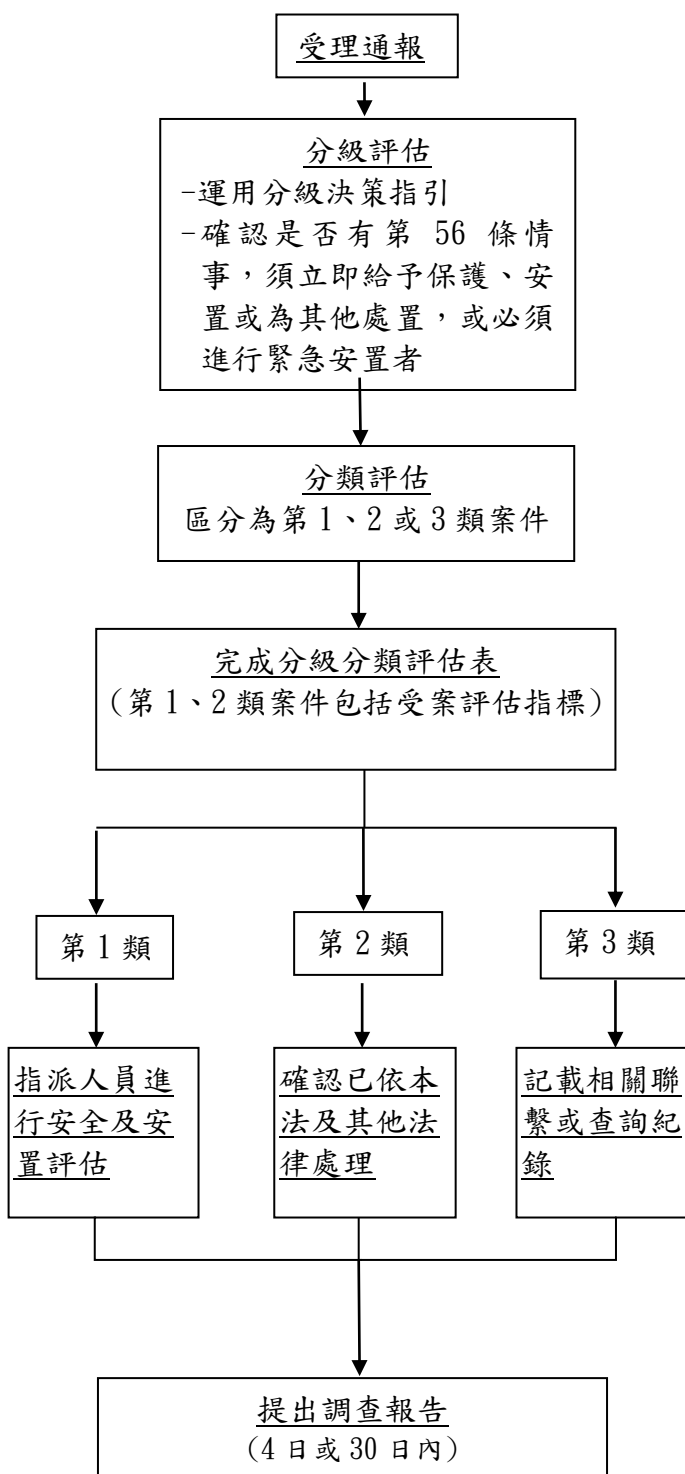 受理通報
分級評估
-運用分級決策指引
-確認是否有第 56 條情
事，須立即給予保護、安
置或為其他處置，或必須
進行緊急安置者
分類評估
區分為第 1、2 或 3 類案件
完成分級分類評估表
（第 1、2 類案件包括受案評估指標）
第 1 類
第 2 類
第 3 類
指派人員進
行安全及安
置評估
確認已依本
法及其他法
律處理
記載相關聯
繫或查詢紀
錄
提出調查報告
（4 日或 30 日內）